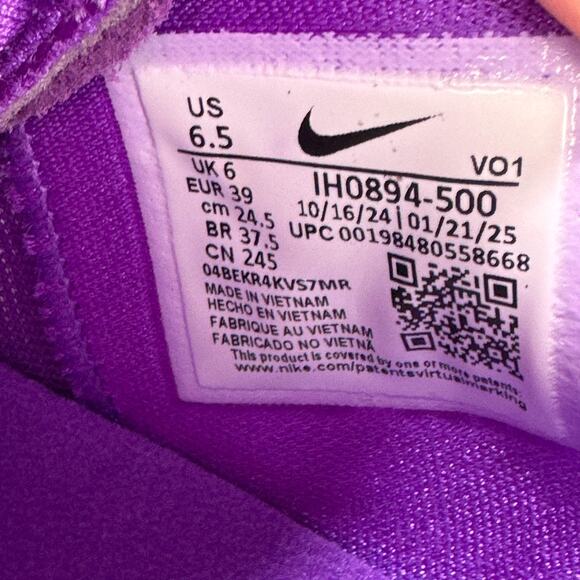 US
6.5
VO1
UK 6
EUR 39
cm 24.5
BR 37.5
CN 245
IH0894-500
10/16/24|01/21/25
UPC 00198480558668
04BEKR4KVS7MR
MADE IN VIETNAM
HECHO EN VIETNAM
FABRIQUE AU VIETNAM
FABRICADO NO VIETNÃ
This product is covered by one or more patents.
www.nike.com/patentsvirtualmarking